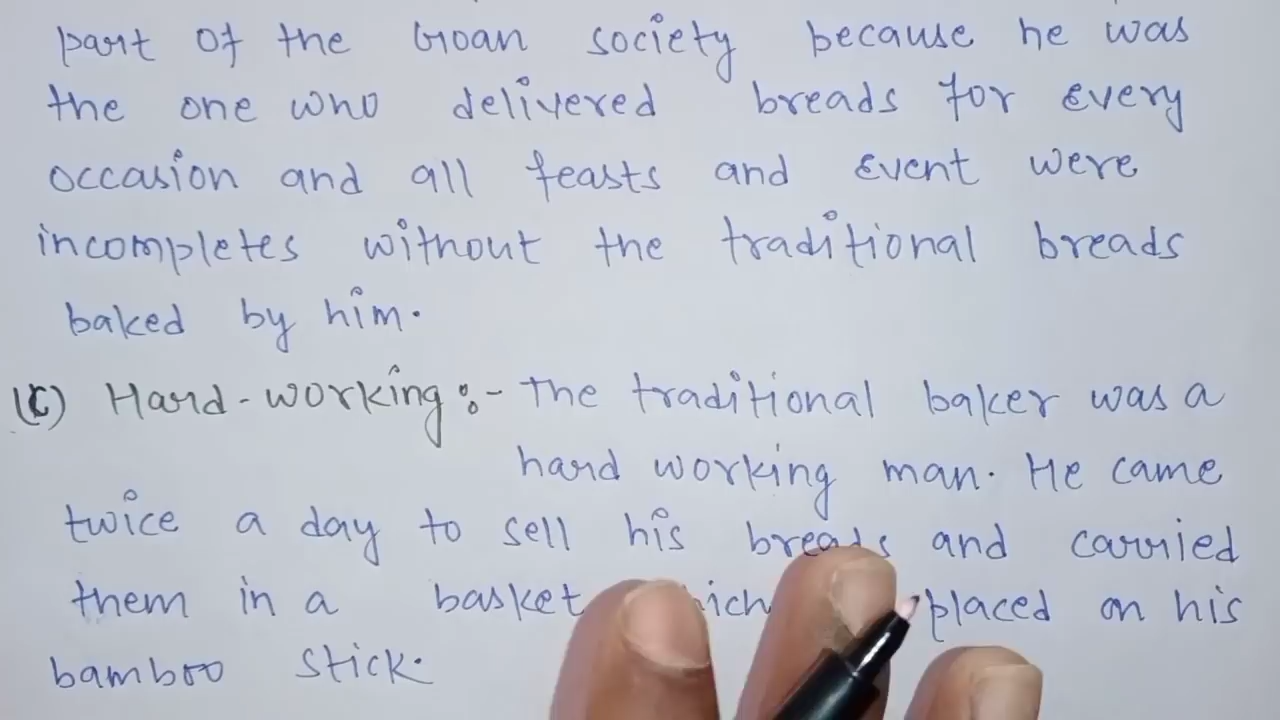 part of the Goan society because he was
the one who delivered breads for every
occasion and all feasts and event were
incompletes without the traditional breads
baked by him.
(C) Hard-working :- The traditional baker was a
hard working man. He came
twice a day to sell his breads and carried
them in a basket placed on his
bamboo stick.